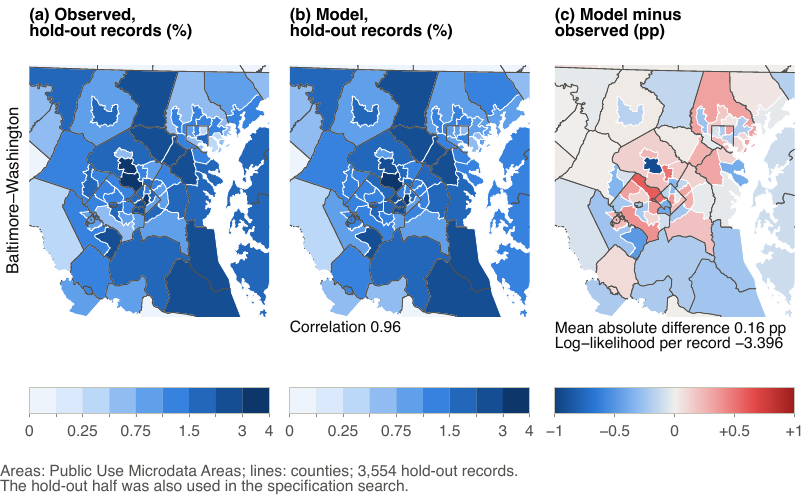 (a) Observed,
hold-out records (%)
(b) Model,
hold-out records (%)
(c) Model minus
observed (pp)
Baltimore−Washington
Correlation 0.96
Mean absolute difference 0.16 pp
Log−likelihood per record −3.396
0 0.25 0.75 1.5 3 4
0 0.25 0.75 1.5 3 4
−1 −0.5 0 +0.5 +1
Areas: Public Use Microdata Areas; lines: counties; 3,554 hold-out records.
The hold-out half was also used in the specification search.